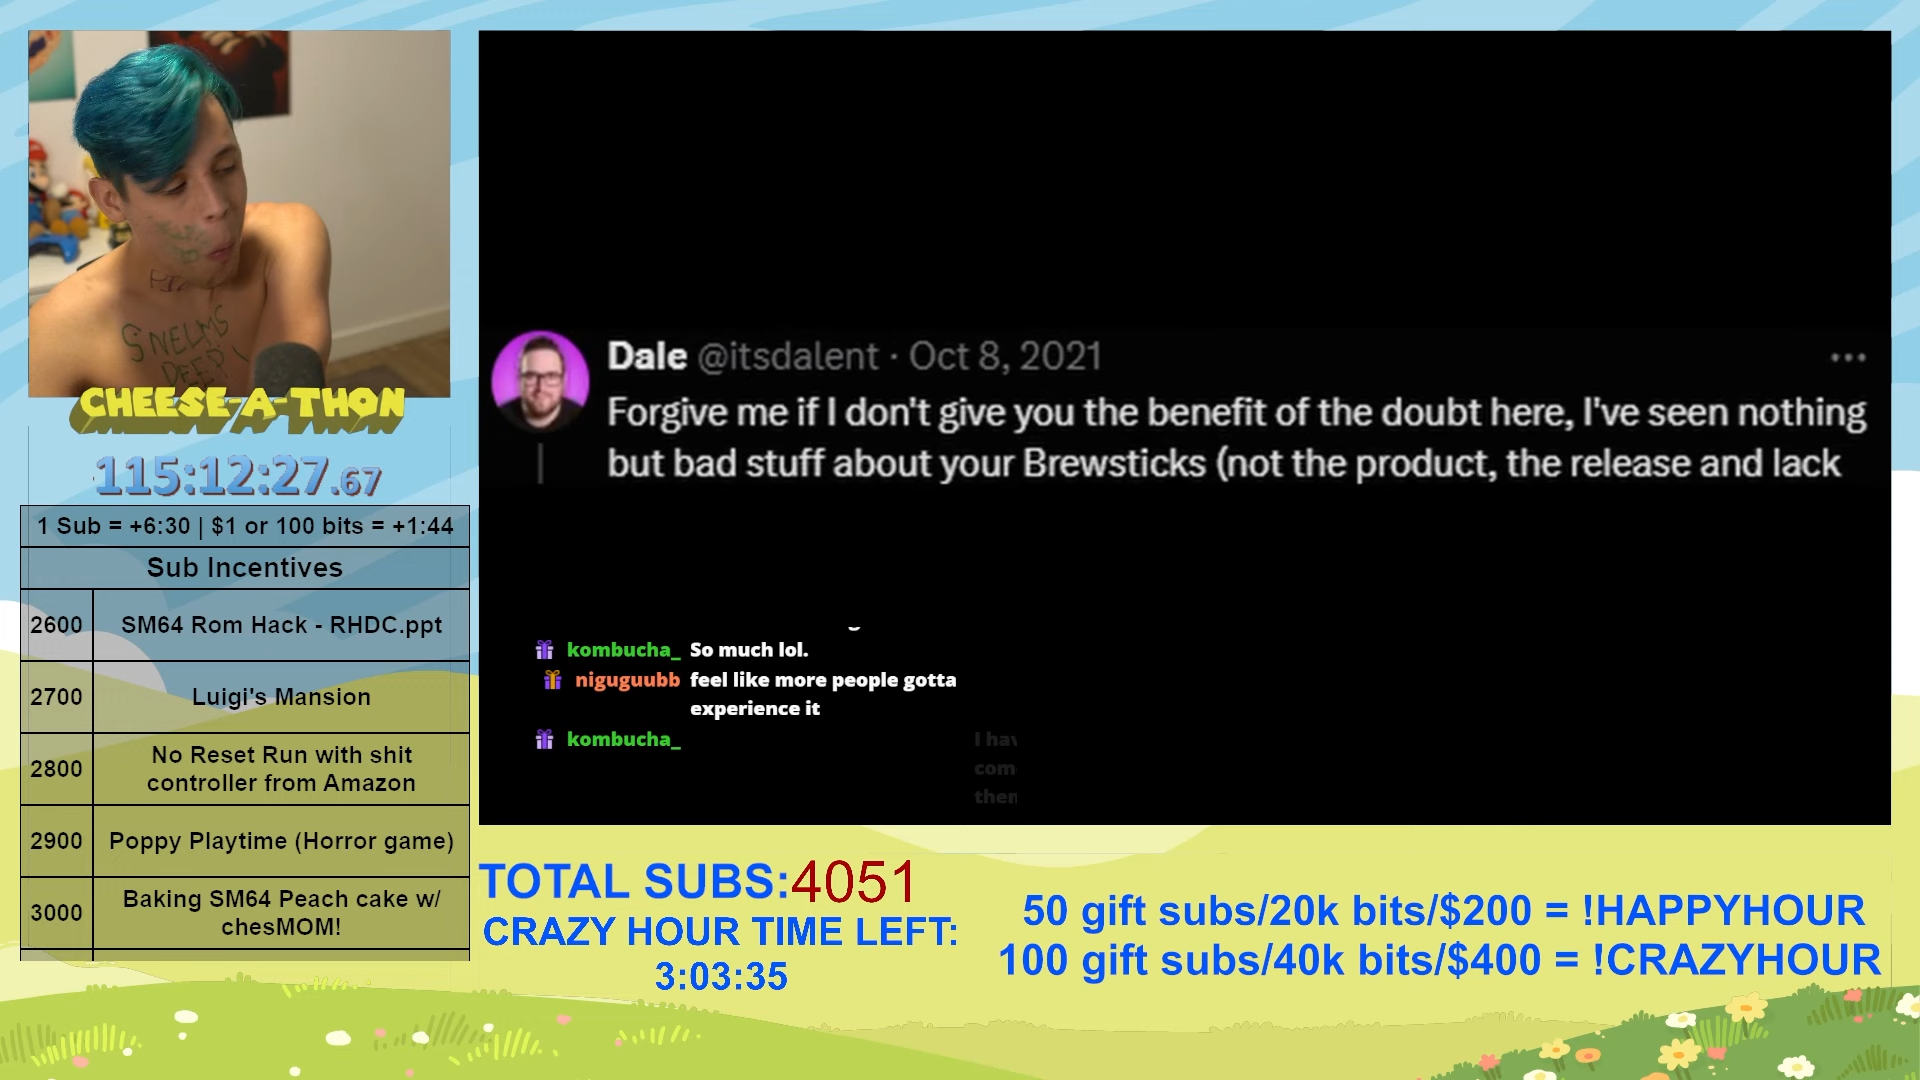 SNELMS
DEEP
CHEESE-A-THON
115:12:27.67
1 Sub = +6:30 | $1 or 100 bits = +1:44
Sub Incentives
2600 SM64 Rom Hack - RHDC.ppt
2700 Luigi's Mansion
2800 No Reset Run with shit
controller from Amazon
2900 Poppy Playtime (Horror game)
3000 Baking SM64 Peach cake w/
chesMOM!
Dale @itsdalent · Oct 8, 2021
Forgive me if I don't give you the benefit of the doubt here, I've seen nothing
but bad stuff about your Brewsticks (not the product, the release and lack
kombucha_ So much lol.
niguguubb feel like more people gotta
experience it
kombucha_
TOTAL SUBS:4051
CRAZY HOUR TIME LEFT:
3:03:35
50 gift subs/20k bits/$200 = !HAPPYHOUR
100 gift subs/40k bits/$400 = !CRAZYHOUR